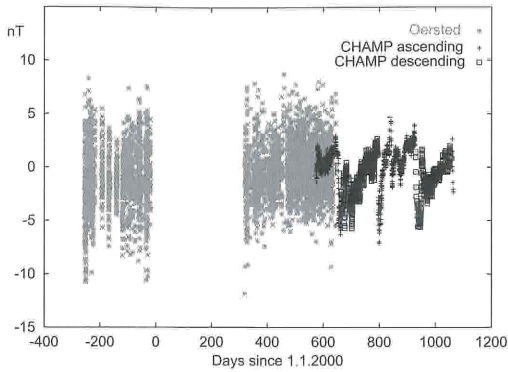 nT
Oersted
CHAMP ascending
CHAMP descending
10
5
0
-5
-10
-15
-400 -200 0 200 400 600 800 1000 1200
Days since 1.1.2000